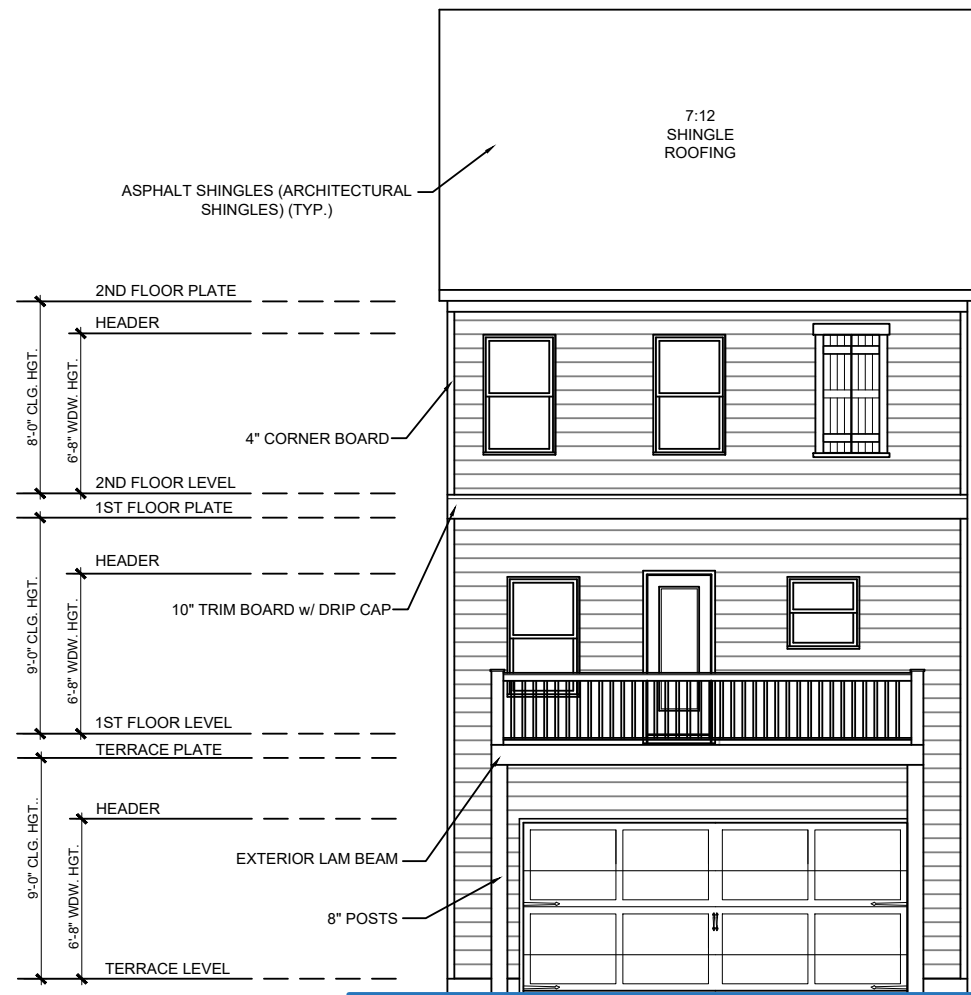 7:12
SHINGLE
ROOFING
ASPHALT SHINGLES (ARCHITECTURAL
SHINGLES) (TYP.)
2ND FLOOR PLATE
HEADER
8'-0" CLG. HGT.
6'-8" WDW. HGT.
4" CORNER BOARD
2ND FLOOR LEVEL
1ST FLOOR PLATE
HEADER
9'-0" CLG. HGT.
6'-8" WDW. HGT.
10" TRIM BOARD w/ DRIP CAP
1ST FLOOR LEVEL
TERRACE PLATE
HEADER
9'-0" CLG. HGT..
6'-8" WDW. HGT.
EXTERIOR LAM BEAM
8" POSTS
TERRACE LEVEL